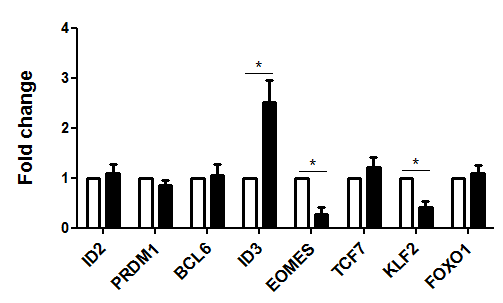 4
3
2
1
0
Fold change
*
*
*
ID2
PRDM1
BCL6
ID3
EOMES
TCF7
KLF2
FOXO1